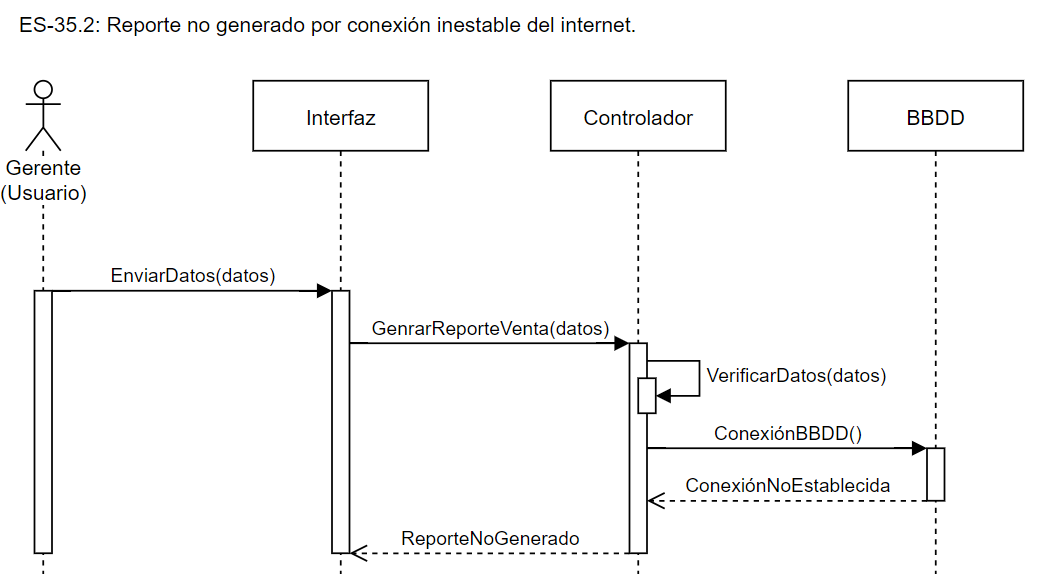 ES-35.2: Reporte no generado por conexión inestable del internet.
Interfaz
Controlador
BBDD
Gerente
(Usuario)
EnviarDatos(datos)
GenrarReporteVenta(datos)
VerificarDatos(datos)
ConexiónBBDD()
ConexiónNoEstablecida
ReporteNoGenerado